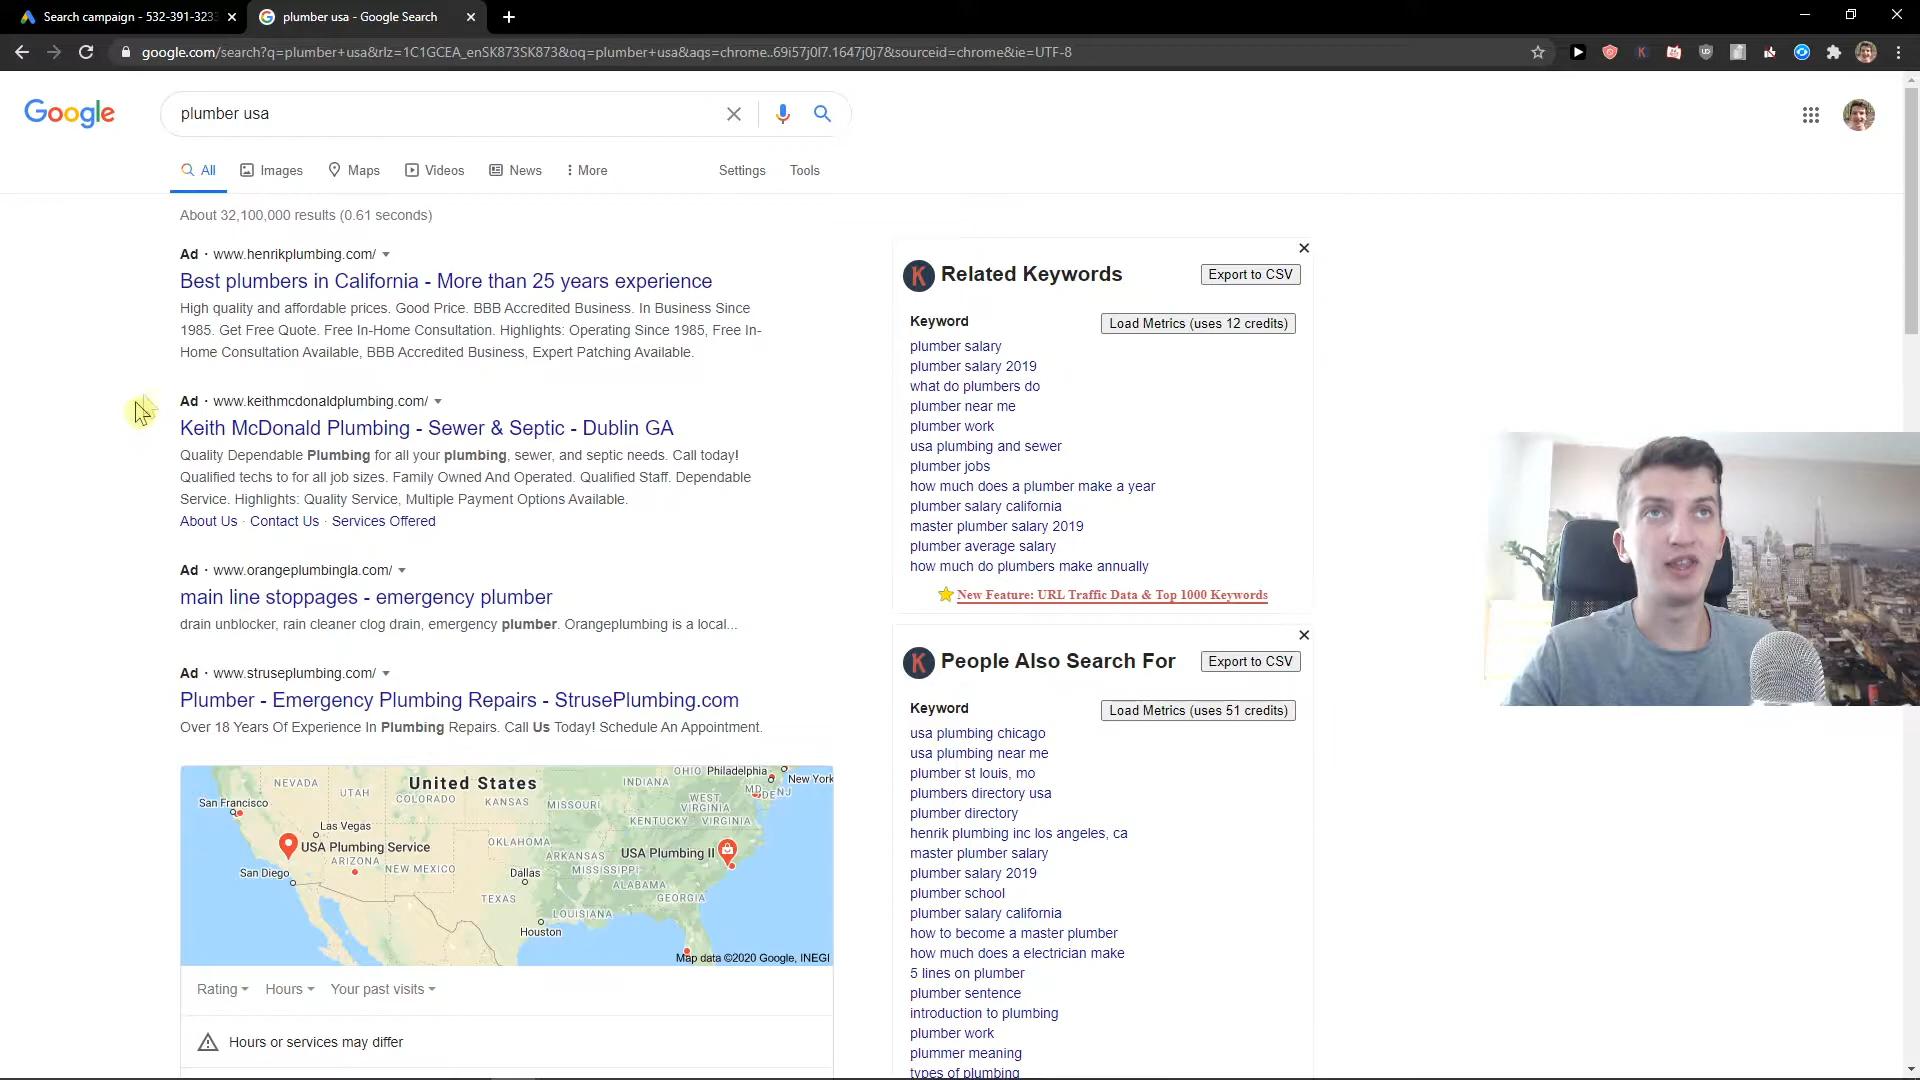 Search campaign - 532-391-3233
plumber usa - Google Search
google.com/search?q=plumber+usa&rlz=1C1GCEA_enSK873SK873&oq=plumber+usa&aqs=chrome..69i57j0l7.1647j0j7&sourceid=chrome&ie=UTF-8
Google
plumber usa
All
Images
Maps
Videos
News
More
Settings
Tools
About 32,100,000 results (0.61 seconds)
Ad · www.henrikplumbing.com/
Best plumbers in California - More than 25 years experience
High quality and affordable prices. Good Price. BBB Accredited Business. In Business Since
1985. Get Free Quote. Free In-Home Consultation. Highlights: Operating Since 1985, Free In-
Home Consultation Available, BBB Accredited Business, Expert Patching Available.
Ad · www.keithmcdonaldplumbing.com/
Keith McDonald Plumbing - Sewer & Septic - Dublin GA
Quality Dependable Plumbing for all your plumbing, sewer, and septic needs. Call today!
Qualified techs to for all job sizes. Family Owned And Operated. Qualified Staff. Dependable
Service. Highlights: Quality Service, Multiple Payment Options Available.
About Us · Contact Us · Services Offered
Ad · www.orangeplumbingla.com/
main line stoppages - emergency plumber
drain unblocker, rain cleaner clog drain, emergency plumber. Orangeplumbing is a local...
Ad · www.struseplumbing.com/
Plumber - Emergency Plumbing Repairs - StrusePlumbing.com
Over 18 Years Of Experience In Plumbing Repairs. Call Us Today! Schedule An Appointment.
United States
NEVADA
UTAH
COLORADO
KANSAS
MISSOURI
INDIANA
OHIO
Philadelphia
New York
MD
DE
NJ
WEST
VIRGINIA
KENTUCKY
VIRGINIA
San Francisco
Las Vegas
USA Plumbing Service
ARIZONA
NEW MEXICO
OKLAHOMA
ARKANSAS
USA Plumbing II
MISSISSIPPI
San Diego
Dallas
ALABAMA
TEXAS
GEORGIA
LOUISIANA
Houston
Map data ©2020 Google, INEGI
Rating
Hours
Your past visits
Hours or services may differ
K
Related Keywords
Export to CSV
Keyword
Load Metrics (uses 12 credits)
plumber salary
plumber salary 2019
what do plumbers do
plumber near me
plumber work
usa plumbing and sewer
plumber jobs
how much does a plumber make a year
plumber salary california
master plumber salary 2019
plumber average salary
how much do plumbers make annually
New Feature: URL Traffic Data & Top 1000 Keywords
K
People Also Search For
Export to CSV
Keyword
Load Metrics (uses 51 credits)
usa plumbing chicago
usa plumbing near me
plumber st louis, mo
plumbers directory usa
plumber directory
henrik plumbing inc los angeles, ca
master plumber salary
plumber salary 2019
plumber school
plumber salary california
how to become a master plumber
how much does a electrician make
5 lines on plumber
plumber sentence
introduction to plumbing
plumber work
plummer meaning
types of plumbing